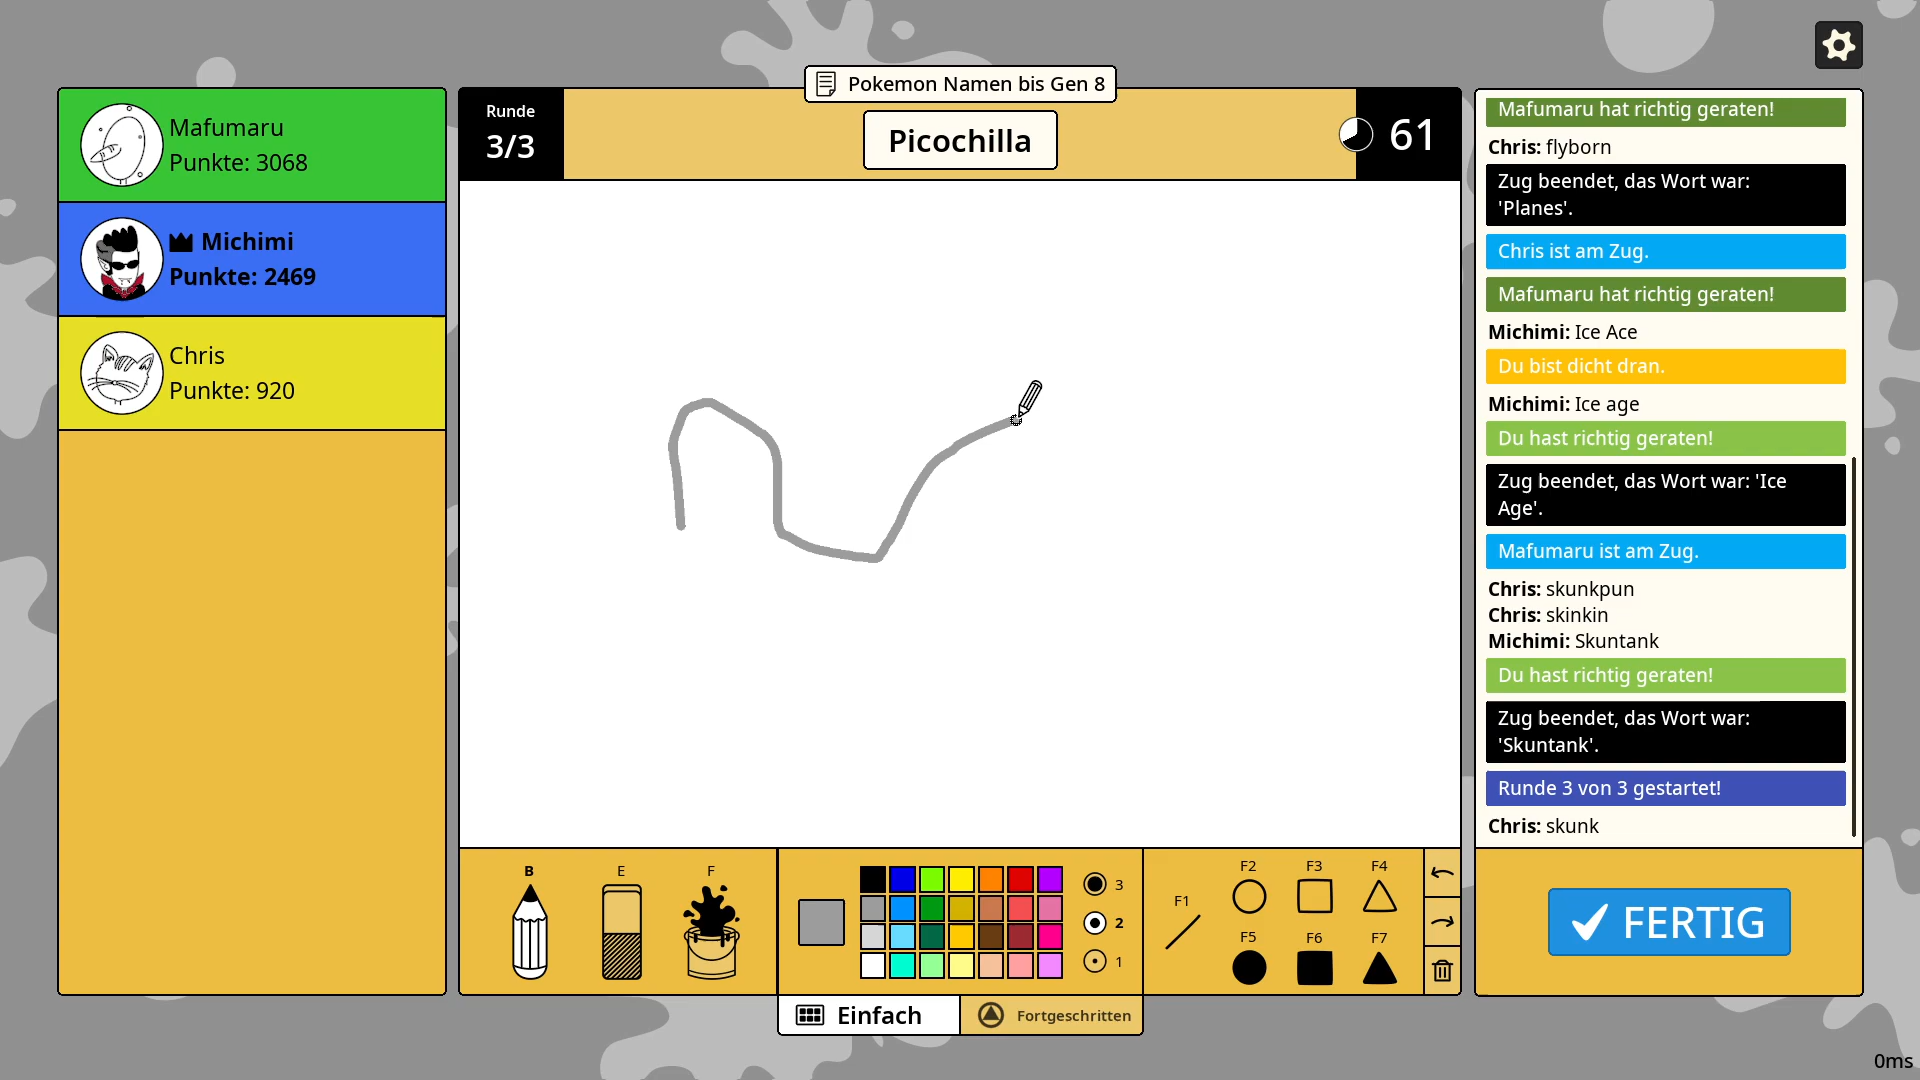 Pokemon Namen bis Gen 8
Runde
3/3
Picochilla
61
Mafumaru
Punkte: 3068
Michimi
Punkte: 2469
Chris
Punkte: 920
Mafumaru hat richtig geraten!
Chris: flyborn
Zug beendet, das Wort war:
'Planes'.
Chris ist am Zug.
Mafumaru hat richtig geraten!
Michimi: Ice Ace
Du bist dicht dran.
Michimi: Ice age
Du hast richtig geraten!
Zug beendet, das Wort war: 'Ice
Age'.
Mafumaru ist am Zug.
Chris: skunkpun
Chris: skinkin
Michimi: Skuntank
Du hast richtig geraten!
Zug beendet, das Wort war:
'Skuntank'.
Runde 3 von 3 gestartet!
Chris: skunk
B
E
F
3
2
1
F1
F2
F3
F4
F5
F6
F7
FERTIG
Einfach
Fortgeschritten
0ms